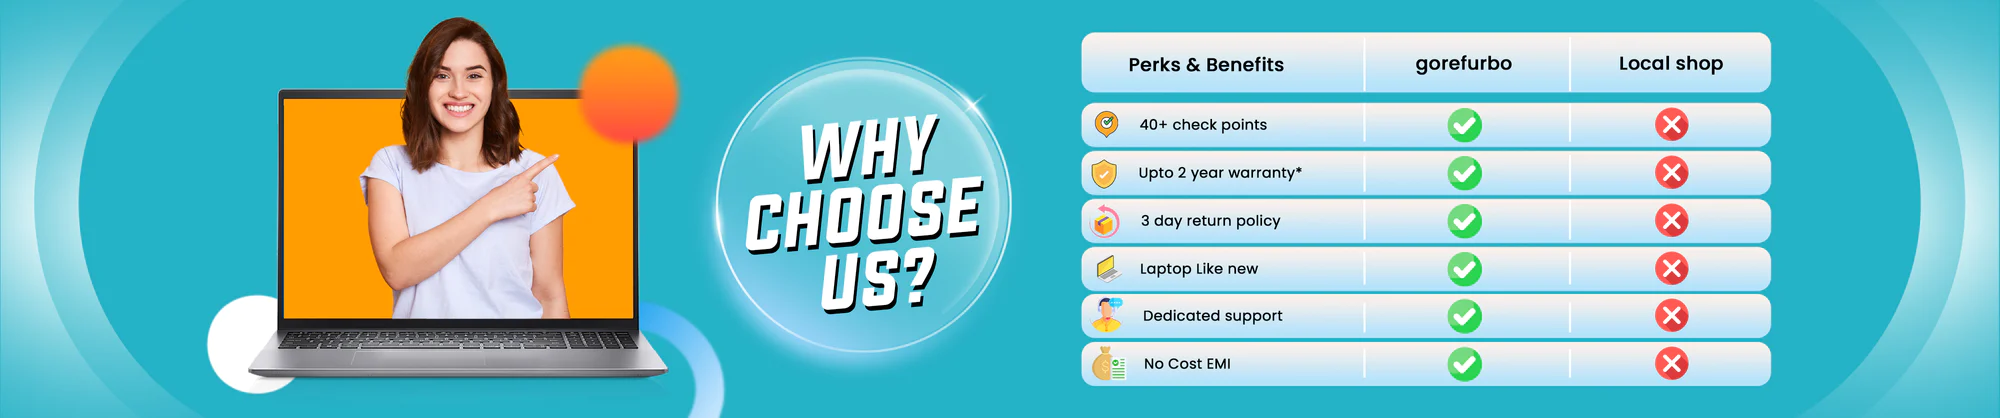 WHY
CHOOSE
US?
Perks & Benefits gorefurbo Local shop
40+ check points
Upto 2 year warranty*
3 day return policy
Laptop Like new
Dedicated support
No Cost EMI